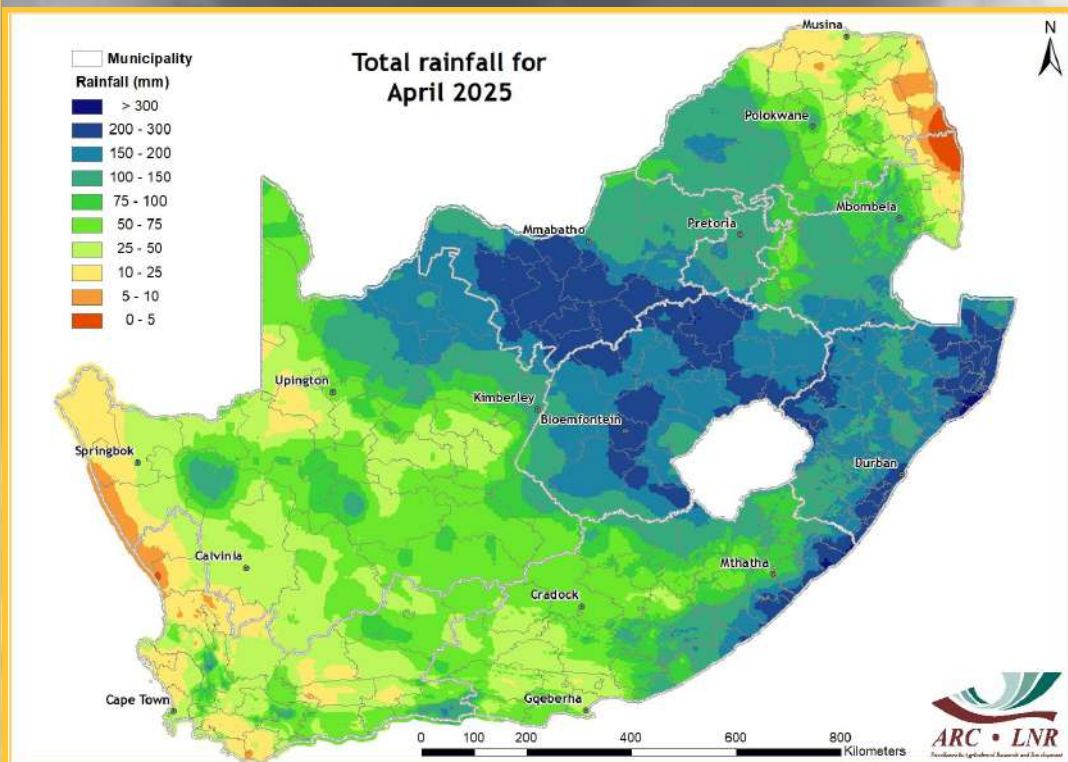 Total rainfall for
April 2025
Municipality
Rainfall (mm)
> 300
200 - 300
150 - 200
100 - 150
75 - 100
50 - 75
25 - 50
10 - 25
5 - 10
0 - 5
N
Musina
Polokwane
Mbombela
Pretoria
Mmabatho
Upington
Kimberley
Bloemfontein
Springbok
Durban
Calvinia
Mthatha
Cradock
Cape Town
Gqeberha
0 100 200 400 600 800
Kilometers
ARC • LNR